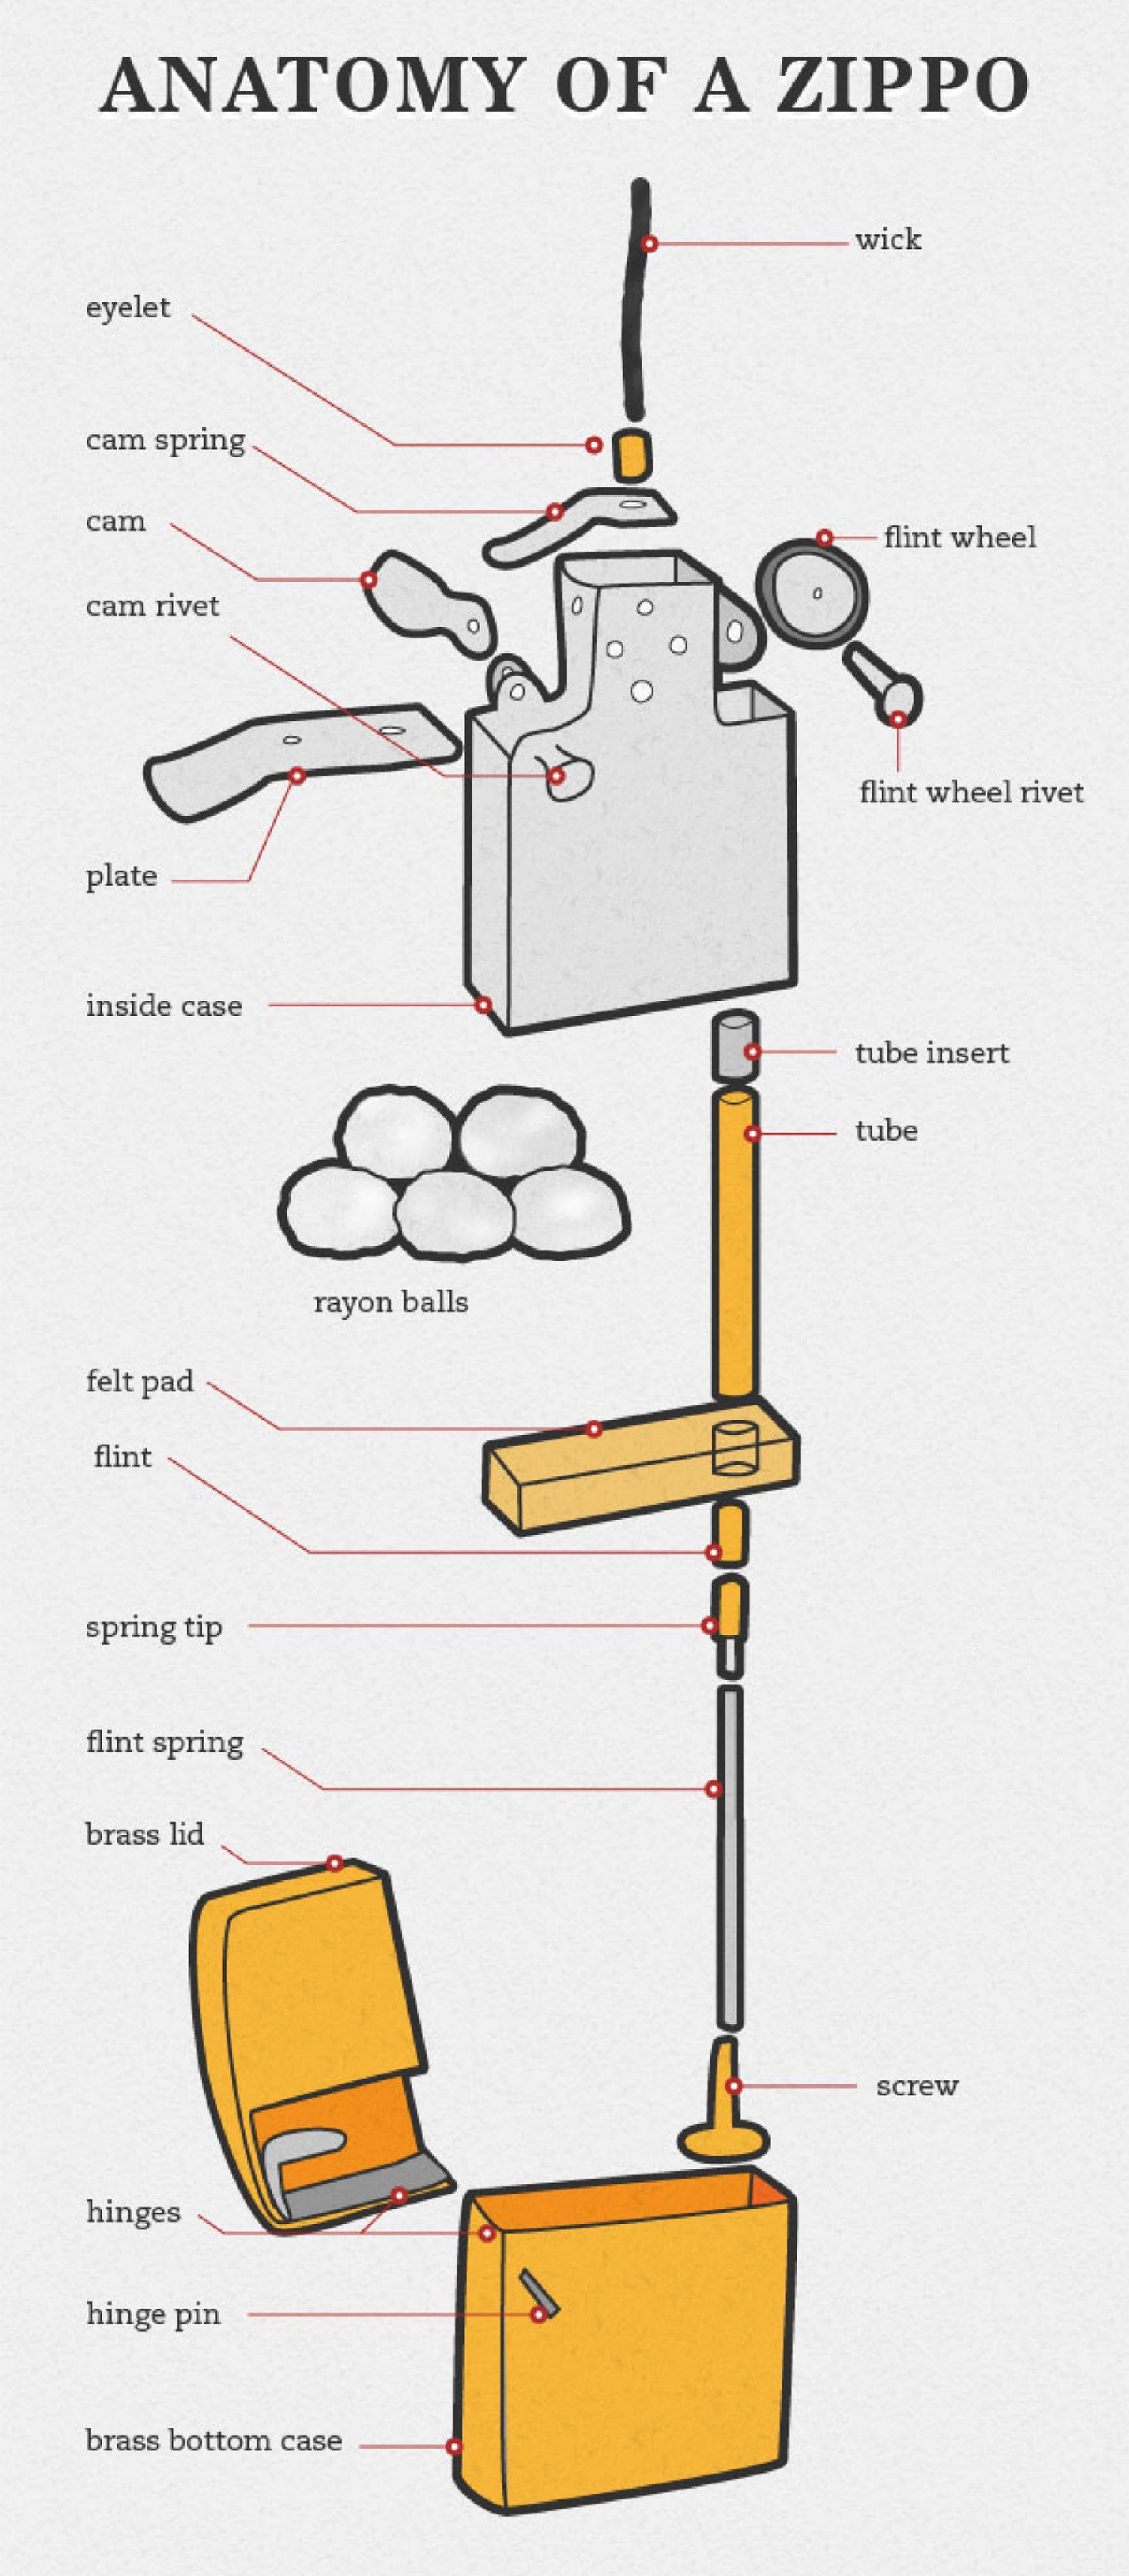 ANATOMY OF A ZIPPO
wick
eyelet
cam spring
cam
flint wheel
cam rivet
flint wheel rivet
plate
inside case
tube insert
tube
rayon balls
felt pad
flint
spring tip
flint spring
brass lid
screw
hinges
hinge pin
brass bottom case